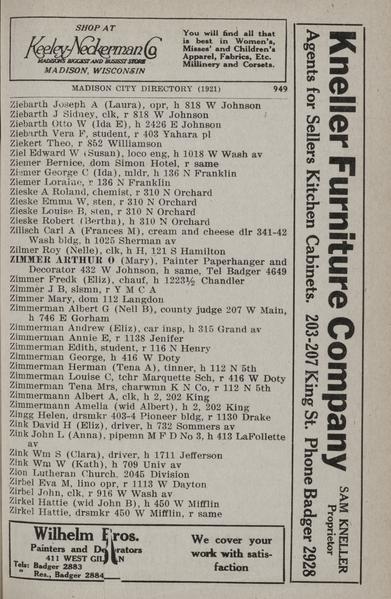 SHOP AT
Keeley-Neckerman Co
MADISON'S BIGGEST AND BUSIEST STORE
MADISON, WISCONSIN
You will find all that
is best in Women's,
Misses' and Children's
Apparel, Fabrics, Etc.
Millinery and Corsets.
MADISON CITY DIRECTORY (1921) 949
Ziebarth Joseph A (Laura), opr, h 818 W Johnson
Ziebarth J Sidney, clk, r 818 W Johnson
Ziebarth Otto W (Ida E), h 2426 E Johnson
Ziebarth Vera F, student, r 403 Yahara pl
Ziekert Theo, r 852 Williamson
Ziel Edward W (Susan), loco eng, h 1018 W Wash av
Ziemer Bernice, dom Simon Hotel, r same
Ziemer George C (Ida), mldr, h 136 N Franklin
Ziemer Loraine, r 136 N Franklin
Zieske A Roland, chemist, r 310 N Orchard
Zieske Emma W, sten, r 310 N Orchard
Zieske Louise B, sten, r 310 N Orchard
Zieske Robert (Bertha), h 310 N Orchard
Zilisch Carl A (Frances M), cream and cheese dlr 341-42
Wash bldg, h 1025 Sherman av
Zilmer Roy (Nelle), clk, h H, 121 S Hamilton
ZIMMER ARTHUR O (Mary), Painter Paperhanger and
Decorator 432 W Johnson, h same, Tel Badger 4649
Zimmer Fredk (Eliz), chauf, h 1223½ Chandler
Zimmer J B, slsmn, r Y M C A
Zimmer Mary, dom 112 Langdon
Zimmerman Albert G (Nell B), county judge 207 W Main,
h 746 E Gorham
Zimmerman Andrew (Eliz), car insp, h 315 Grand av
Zimmerman Annie E, r 1138 Jenifer
Zimmerman Edith, student, r 116 N Henry
Zimmerman George, h 416 W Doty
Zimmerman Herman (Tena A), tinner, h 112 N 5th
Zimmerman Louise C, tchr Marquette Sch, r 416 W Doty
Zimmerman Tena Mrs, charwmn K N Co, r 112 N 5th
Zimmermann Albert A, clk, h 2, 202 King
Zimmermann Amelia (wid Albert), h 2, 202 King
Zingg Helen, drsmkr 403-4 Pioneer bldg, r 1130 Drake
Zink David H (Eliz), driver, h 732 Sommers av
Zink John L (Anna), pipemn M F D No 3, h 413 LaFollette
av
Zink Wm S (Clara), driver, h 1711 Jefferson
Zink Wm W (Kath), h 709 Univ av
Zion Lutheran Church. 2045 Division
Zirbel Eva M, lino opr, r 1113 W Dayton
Zirbel John, clk, r 916 W Wash av
Zirkel Hattie (wid John B), h 450 W Mifflin
Zirkel Hattie, drsmkr 450 W Mifflin, r same
Wilhelm Bros.
Painters and Decorators
411 WEST
Tels: Badger 2883
" Res., Badger 2884
We cover your
work with satis-
faction
Kneller Furniture Company
SAM KNELLER
Proprietor
Agents for Sellers Kitchen Cabinets. 203-207 King St. Phone Badger 2928